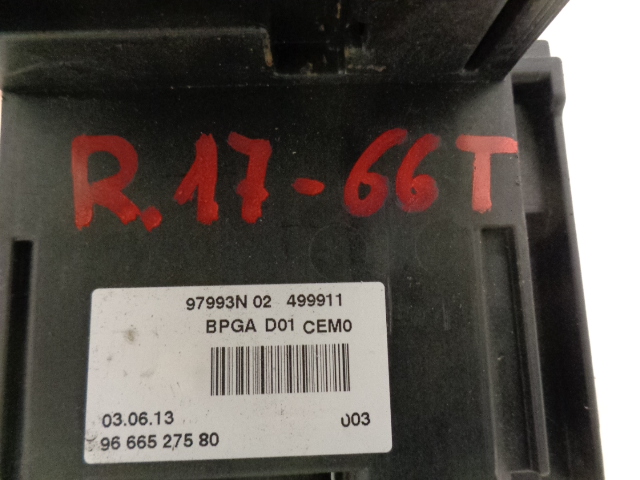 R.17-66T
97993N 02 499911
BPGA D01 CEM0
03.06.13 003
96 665 275 80